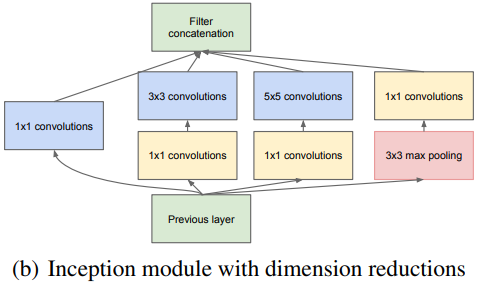 Filter
concatenation
3x3 convolutions
5x5 convolutions
1x1 convolutions
1x1 convolutions
1x1 convolutions
1x1 convolutions
3x3 max pooling
Previous layer
(b) Inception module with dimension reductions